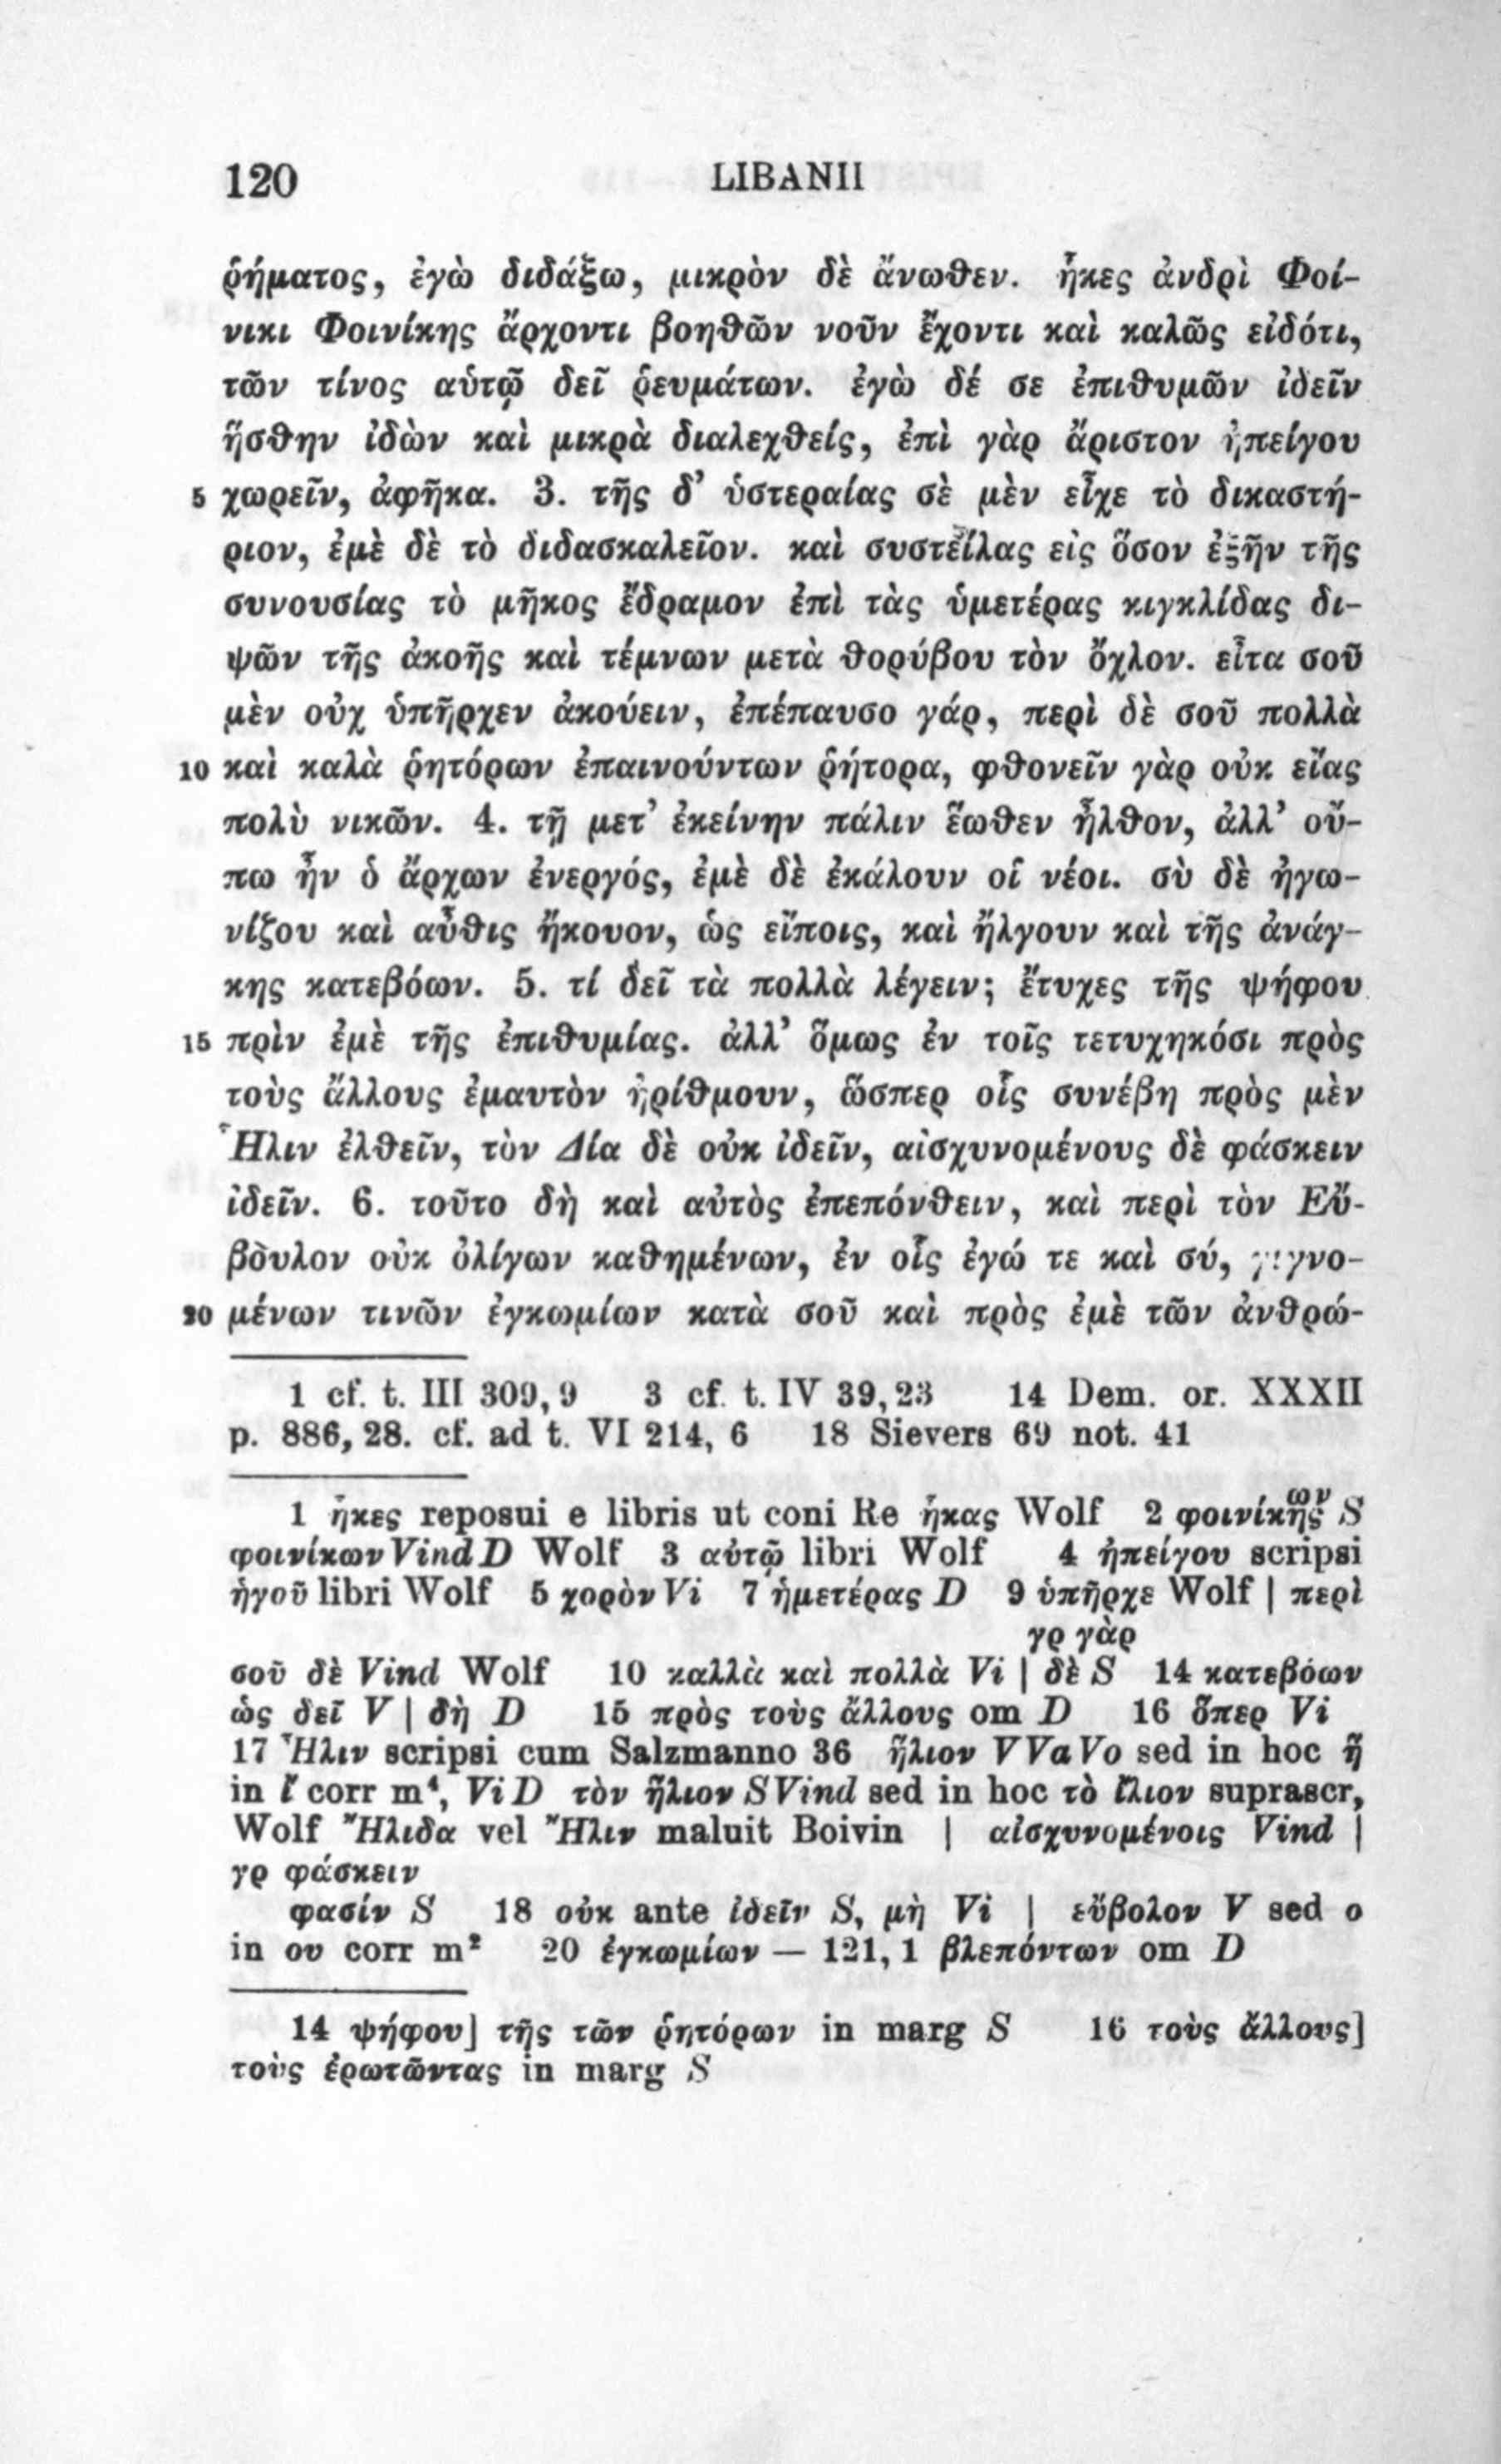 120
LIBANII
ῥήματος, ἐγὼ διδάξω, μικρὸν δὲ ἄνωθεν. ἧκες ἀνδρὶ Φοί-
νικι Φοινίκης ἄρχοντι βοηθῶν νοῦν ἔχοντι καὶ καλῶς εἰδότι,
τῶν τίνος αὑτῷ δεῖ ῥευμάτων. ἐγὼ δέ σε ἐπιθυμῶν ἰδεῖν
ἥσθην ἰδὼν καὶ μικρὰ διαλεχθείς, ἐπὶ γὰρ ἄριστον ἠπείγου
5 χωρεῖν, ἀφῆκα. 3. τῆς δ’ ὑστεραίας σὲ μὲν εἶχε τὸ δικαστή-
ριον, ἐμὲ δὲ τὸ διδασκαλεῖον. καὶ συστείλας εἰς ὅσον ἐξῆν τῆς
συνουσίας τὸ μῆκος ἔδραμον ἐπὶ τὰς ὑμετέρας κιγκλίδας δι-
ψῶν τῆς ἀκοῆς καὶ τέμνων μετὰ θορύβου τὸν ὄχλον. εἶτα σοῦ
μὲν οὐχ ὑπῆρχεν ἀκούειν, ἐπέπαυσο γάρ, περὶ δὲ σοῦ πολλὰ
10 καὶ καλὰ ῥητόρων ἐπαινούντων ῥήτορα, φθονεῖν γὰρ οὐκ εἴας
πολὺ νικῶν. 4. τῇ μετ’ ἐκείνην πάλιν ἕωθεν ἦλθον, ἀλλ’ οὔ-
πω ἦν ὁ ἄρχων ἐνεργός, ἐμὲ δὲ ἐκάλουν οἱ νέοι. σὺ δὲ ἠγω-
νίζου καὶ αὖθις ἤκουον, ὡς εἴποις, καὶ ἤλγουν καὶ τῆς ἀνάγ-
κης κατεβόων. 5. τί δεῖ τὰ πολλὰ λέγειν; ἔτυχες τῆς ψήφου
15 πρὶν ἐμὲ τῆς ἐπιθυμίας. ἀλλ’ ὅμως ἐν τοῖς τετυχηκόσι πρὸς
τοὺς ἄλλους ἐμαυτὸν ἠρίθμουν, ὥσπερ οἷς συνέβη πρὸς μὲν
Ἦλιν ἐλθεῖν, τὸν Δία δὲ οὐκ ἰδεῖν, αἰσχυνομένους δὲ φάσκειν
ἰδεῖν. 6. τοῦτο δὴ καὶ αὐτὸς ἐπεπόνθειν, καὶ περὶ τὸν Εὔ-
βουλον οὐκ ὀλίγων καθημένων, ἐν οἷς ἐγώ τε καὶ σύ, γιγνο-
20 μένων τινῶν ἐγκωμίων κατὰ σοῦ καὶ πρὸς ἐμὲ τῶν ἀνθρώ-
1 cf. t. III 309, 9 3 cf. t. IV 39, 23 14 Dem. or. XXXII
p. 886, 28. cf. ad t. VI 214, 6 18 Sievers 69 not. 41
1 ἧκες reposui e libris ut coni Re ἧκας Wolf 2 φοινίκης ων S
φοινίκων Vind D Wolf 3 αὐτῷ libri Wolf 4 ἠπείγου scripsi
ἡγοῦ libri Wolf 5 χορὸν Vi 7 ἡμετέρας D 9 ὑπῆρχε Wolf | περὶ
γρ γὰρ
σοῦ δὲ Vind Wolf 10 καλλὰ καὶ πολλὰ Vi | δὲ S 14 κατεβόων
ὡς δεῖ V | δὴ D 15 πρὸς τοὺς ἄλλους om D 16 ὅπερ Vi
17 Ἦλιν scripsi cum Salzmanno 36 ἥλιον V Va Vo sed in hoc ἥ
in ἴ corr m⁴, Vi D τὸν ἥλιον S Vind sed in hoc τὸ ἴλιον suprascr,
Wolf Ἤλιδα vel Ἤλιν maluit Boivin | αἰσχυνομένοις Vind |
γρ φάσκειν
φασίν S 18 οὐκ ante ἰδεῖν S, μὴ Vi | εὔβολον V sed ο
in ου corr m² 20 ἐγκωμίων — 121, 1 βλεπόντων om D
14 ψήφου] τῆς τῶν ῥητόρων in marg S 16 τοὺς ἄλλους]
τοὺς ἐρωτῶντας in marg S